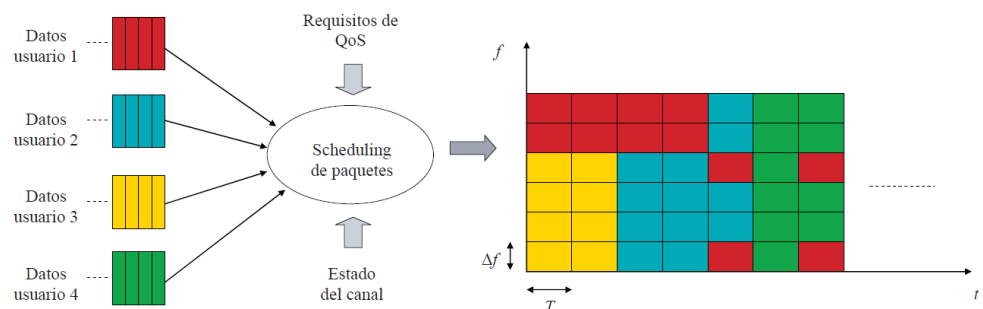 Datos
usuario 1
Datos
usuario 2
Datos
usuario 3
Datos
usuario 4
Requisitos de
QoS
Scheduling
de paquetes
Estado
del canal
f
Δf
T
t